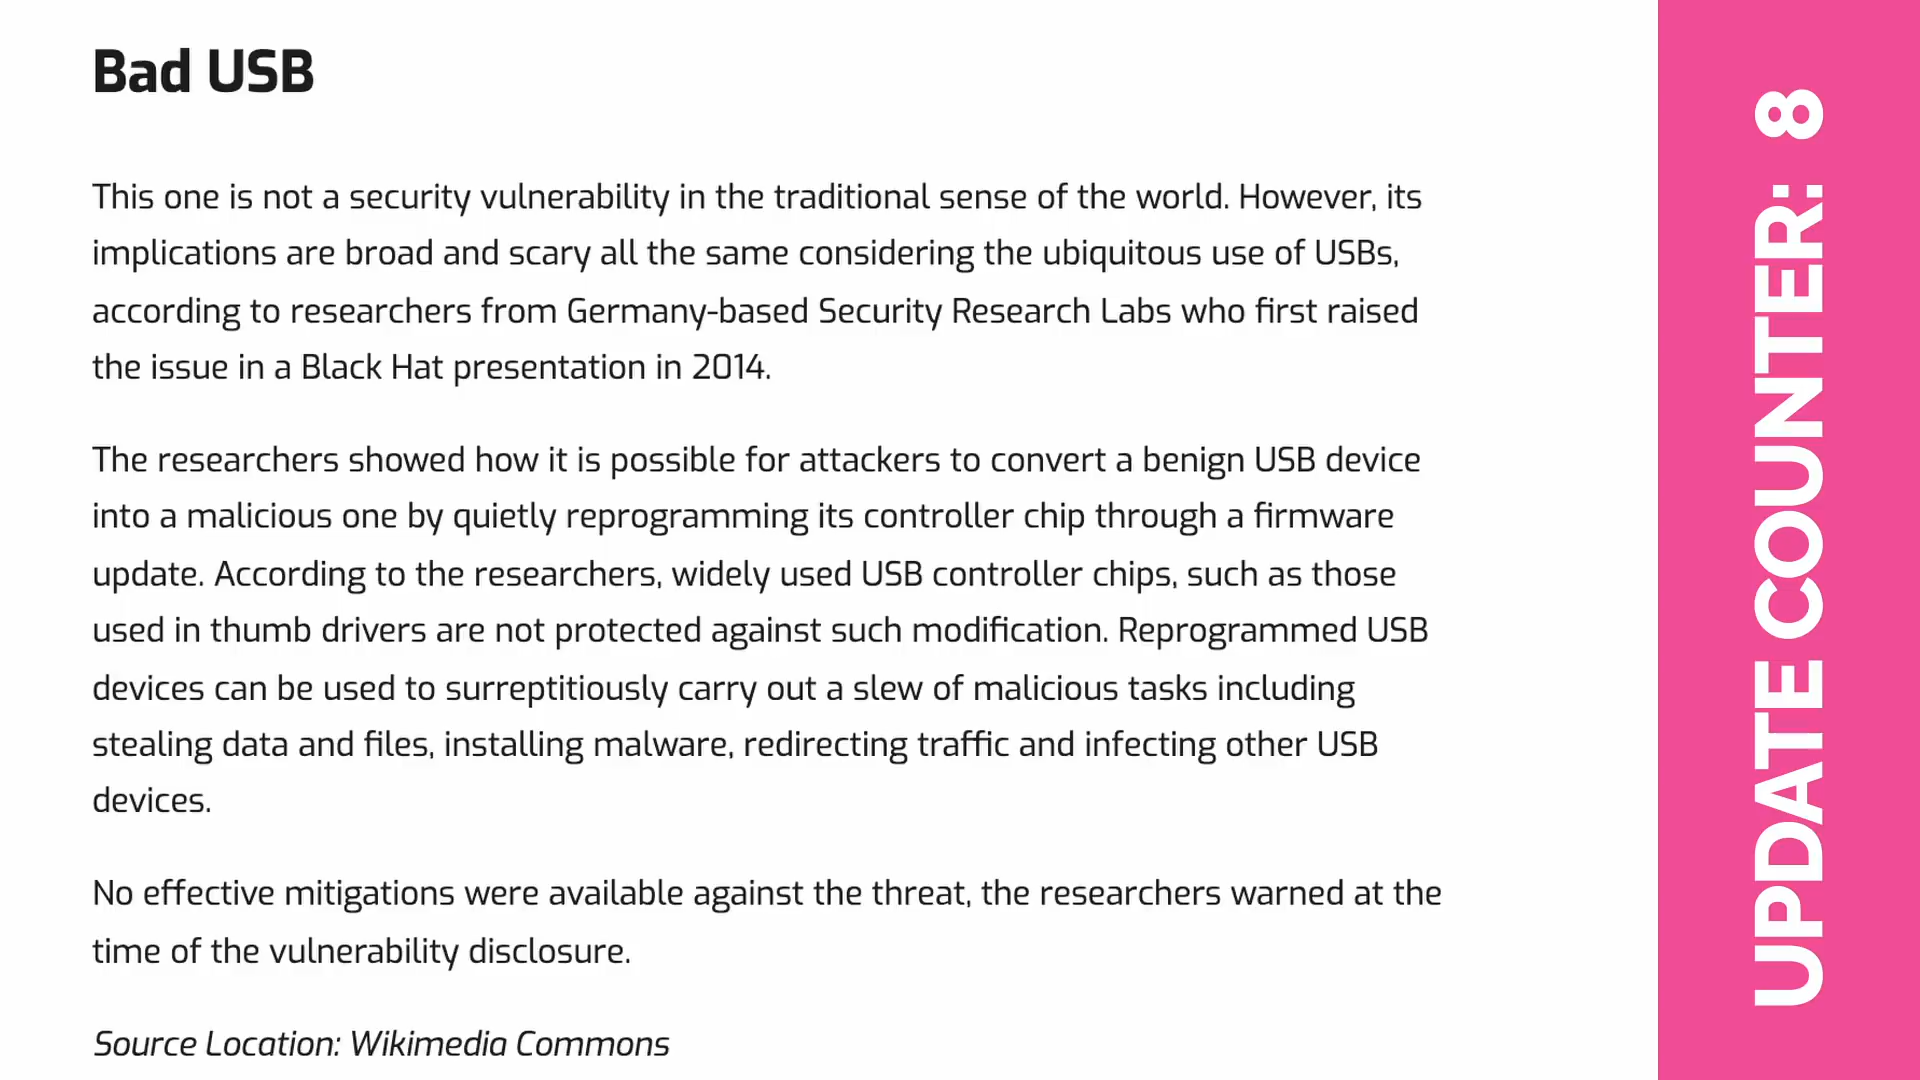 Bad USB
This one is not a security vulnerability in the traditional sense of the world. However, its
implications are broad and scary all the same considering the ubiquitous use of USBs,
according to researchers from Germany-based Security Research Labs who first raised
the issue in a Black Hat presentation in 2014.
The researchers showed how it is possible for attackers to convert a benign USB device
into a malicious one by quietly reprogramming its controller chip through a firmware
update. According to the researchers, widely used USB controller chips, such as those
used in thumb drivers are not protected against such modification. Reprogrammed USB
devices can be used to surreptitiously carry out a slew of malicious tasks including
stealing data and files, installing malware, redirecting traffic and infecting other USB
devices.
No effective mitigations were available against the threat, the researchers warned at the
time of the vulnerability disclosure.
Source Location: Wikimedia Commons
UPDATE COUNTER: 8